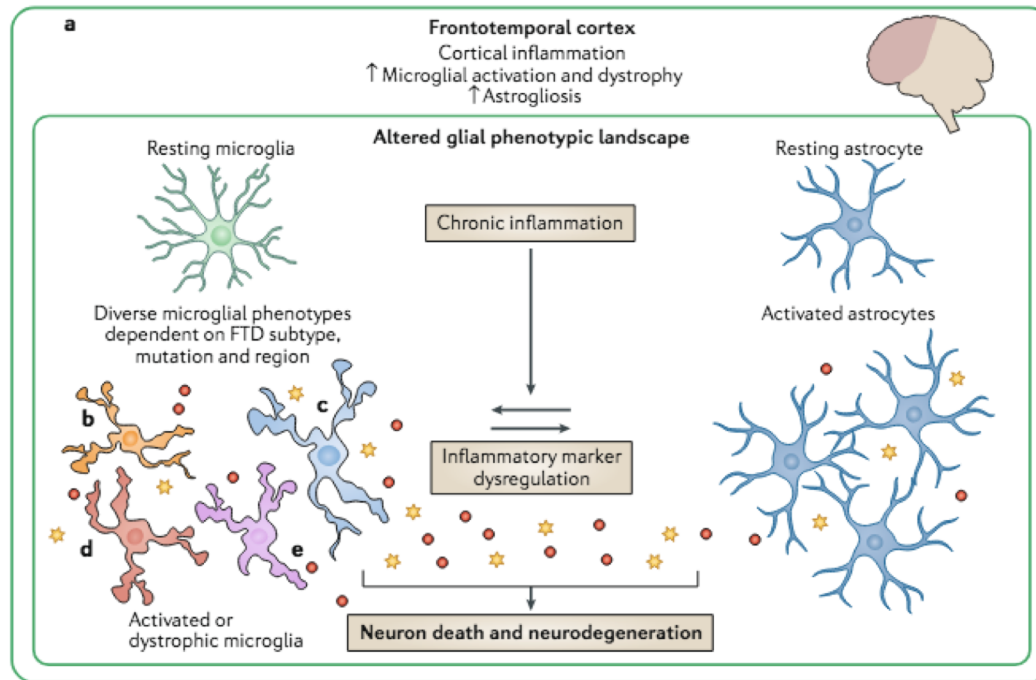 a
Frontotemporal cortex
Cortical inflammation
↑ Microglial activation and dystrophy
↑ Astrogliosis
Altered glial phenotypic landscape
Resting microglia
Resting astrocyte
Chronic inflammation
Diverse microglial phenotypes
dependent on FTD subtype,
mutation and region
Activated astrocytes
b
c
d
e
Inflammatory marker
dysregulation
Activated or
dystrophic microglia
Neuron death and neurodegeneration